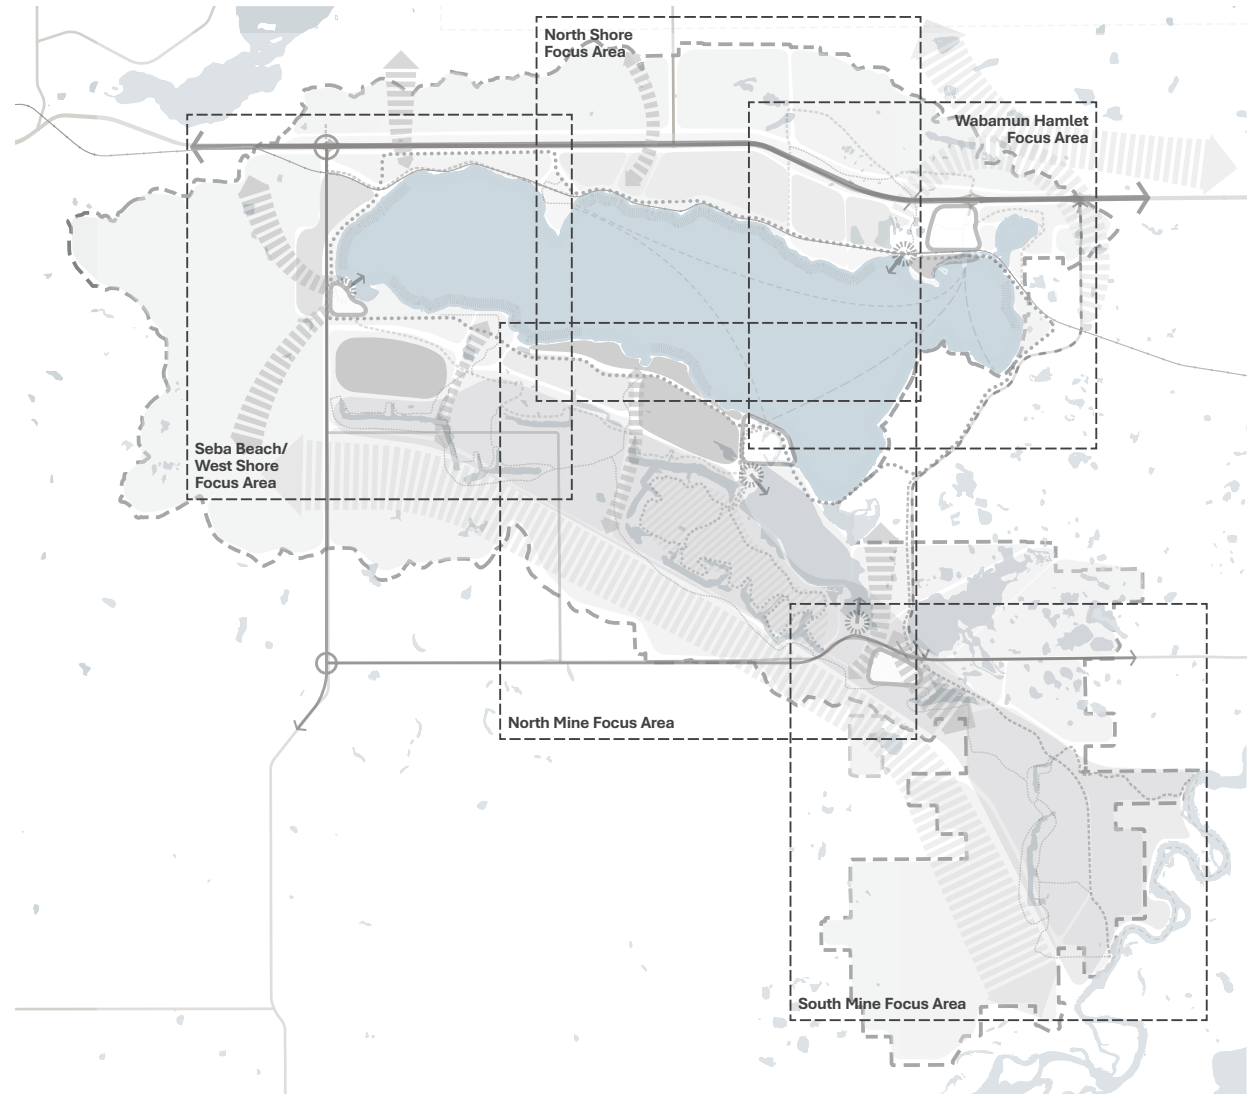 North Shore
Focus Area
Wabamun Hamlet
Focus Area
Seba Beach/
West Shore
Focus Area
North Mine Focus Area
South Mine Focus Area